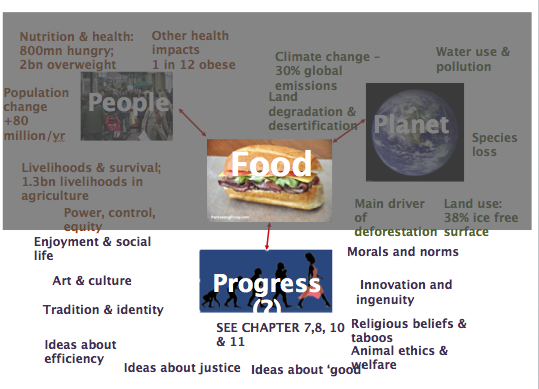 Nutrition & health:
800mn hungry;
2bn overweight
Other health
impacts
1 in 12 obese
Climate change –
30% global
emissions
Land
degradation &
desertification
Water use &
pollution
Population
change
+80
million/yr
People
Planet
Species
loss
Food
Livelihoods & survival;
1.3bn livelihoods in
agriculture
Power, control,
equity
Main driver
of
deforestation
Land use:
38% ice free
surface
Enjoyment & social
life
Art & culture
Tradition & identity
Ideas about
efficiency
Progress
(?)
SEE CHAPTER 7,8, 10
& 11
Morals and norms
Innovation and
ingenuity
Religious beliefs &
taboos
Animal ethics &
welfare
Ideas about justice
Ideas about ‘good’